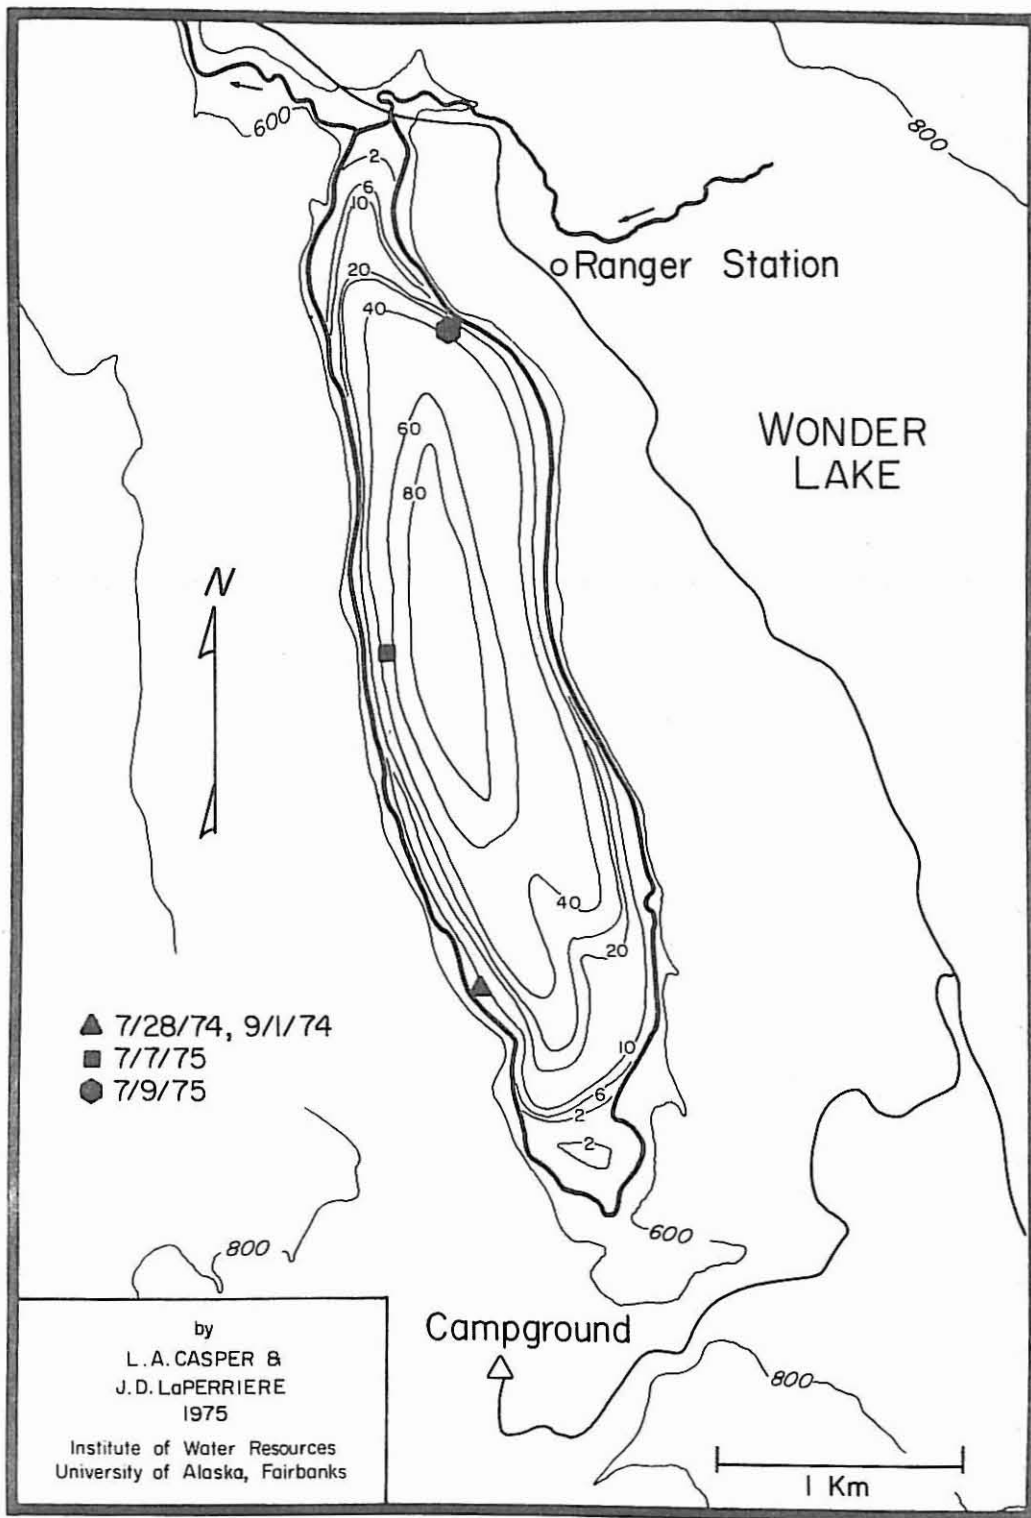 600
800
2
6
10
20
40
Ranger Station
WONDER
LAKE
60
80
N
40
20
▲ 7/28/74, 9/1/74
■ 7/7/75
⬢ 7/9/75
10
6
2
2
600
800
Campground
800
by
L.A. CASPER &
J.D. LaPERRIERE
1975
Institute of Water Resources
University of Alaska, Fairbanks
1 Km